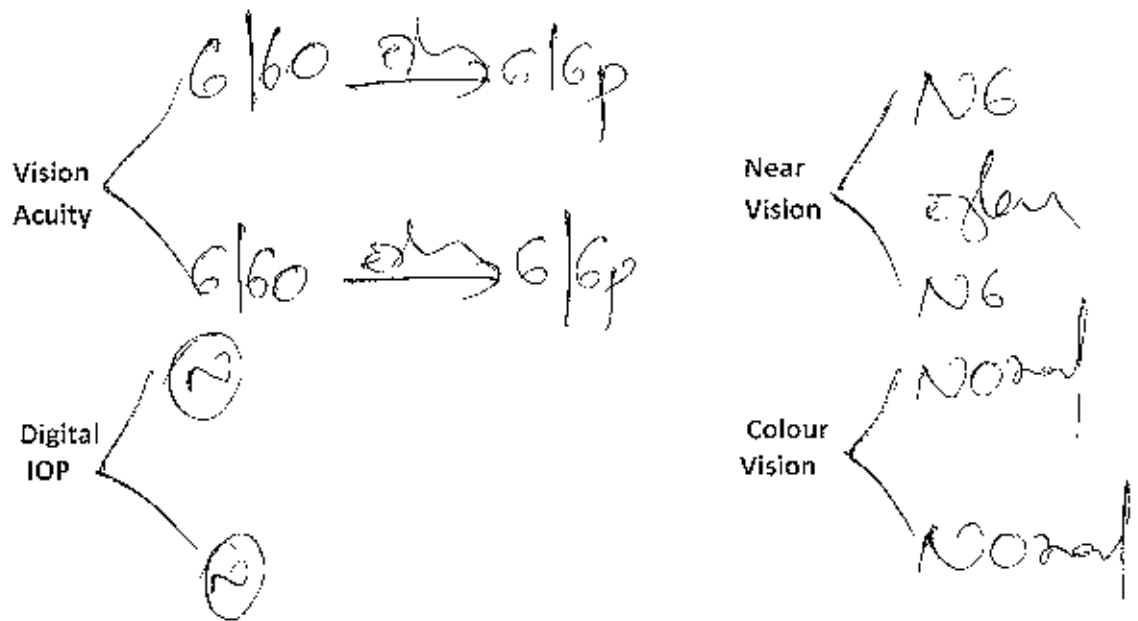 6/60 → 6/6p
Vision
Acuity
6/60 → 6/6p
N6
Near
Vision
c̄ glass
N6
N
Digital
IOP
N
Normal
Colour
Vision
Normal